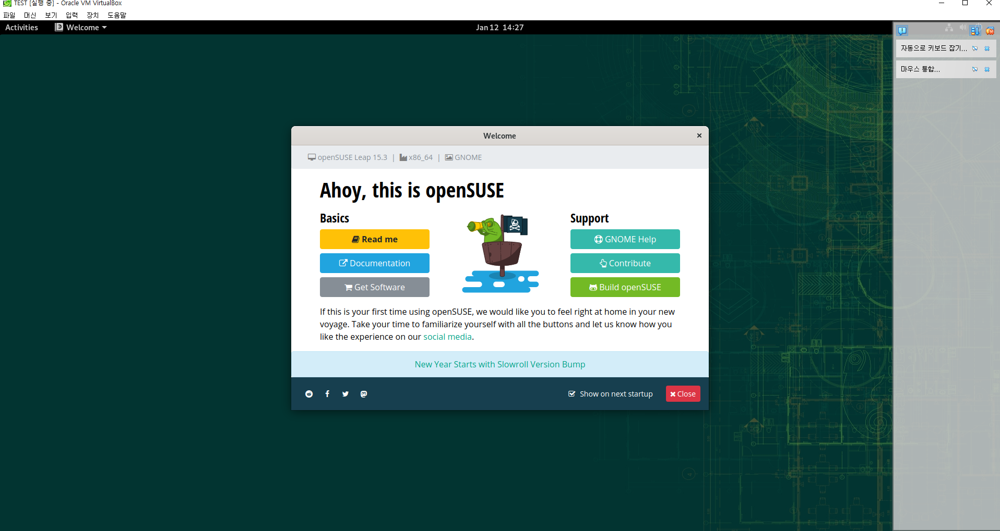 TEST [실행 중] - Oracle VM VirtualBox
파일 머신 보기 입력 장치 도움말
Activities Welcome Jan 12 14:27
자동으로 키보드 잡기...
마우스 통합...
Welcome
openSUSE Leap 15.3 | x86_64 | GNOME
Ahoy, this is openSUSE
Basics
Read me
Documentation
Get Software
Support
GNOME Help
Contribute
Build openSUSE
If this is your first time using openSUSE, we would like you to feel right at home in your new
voyage. Take your time to familiarize yourself with all the buttons and let us know how you
like the experience on our social media.
New Year Starts with Slowroll Version Bump
Show on next startup
Close